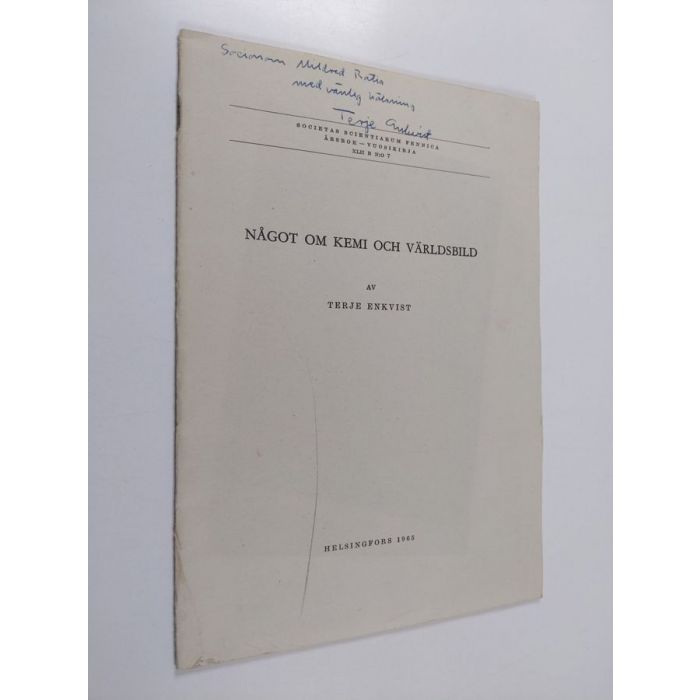 Socionom Mildred
med vänlig hälsning
Terje Enkvist
SOCIETAS SCIENTIARUM FENNICA
ÅRSBOK – VUOSIKIRJA
XLII B N:O 7
NÅGOT OM KEMI OCH VÄRLDSBILD
AV
TERJE ENKVIST
HELSINGFORS 1965